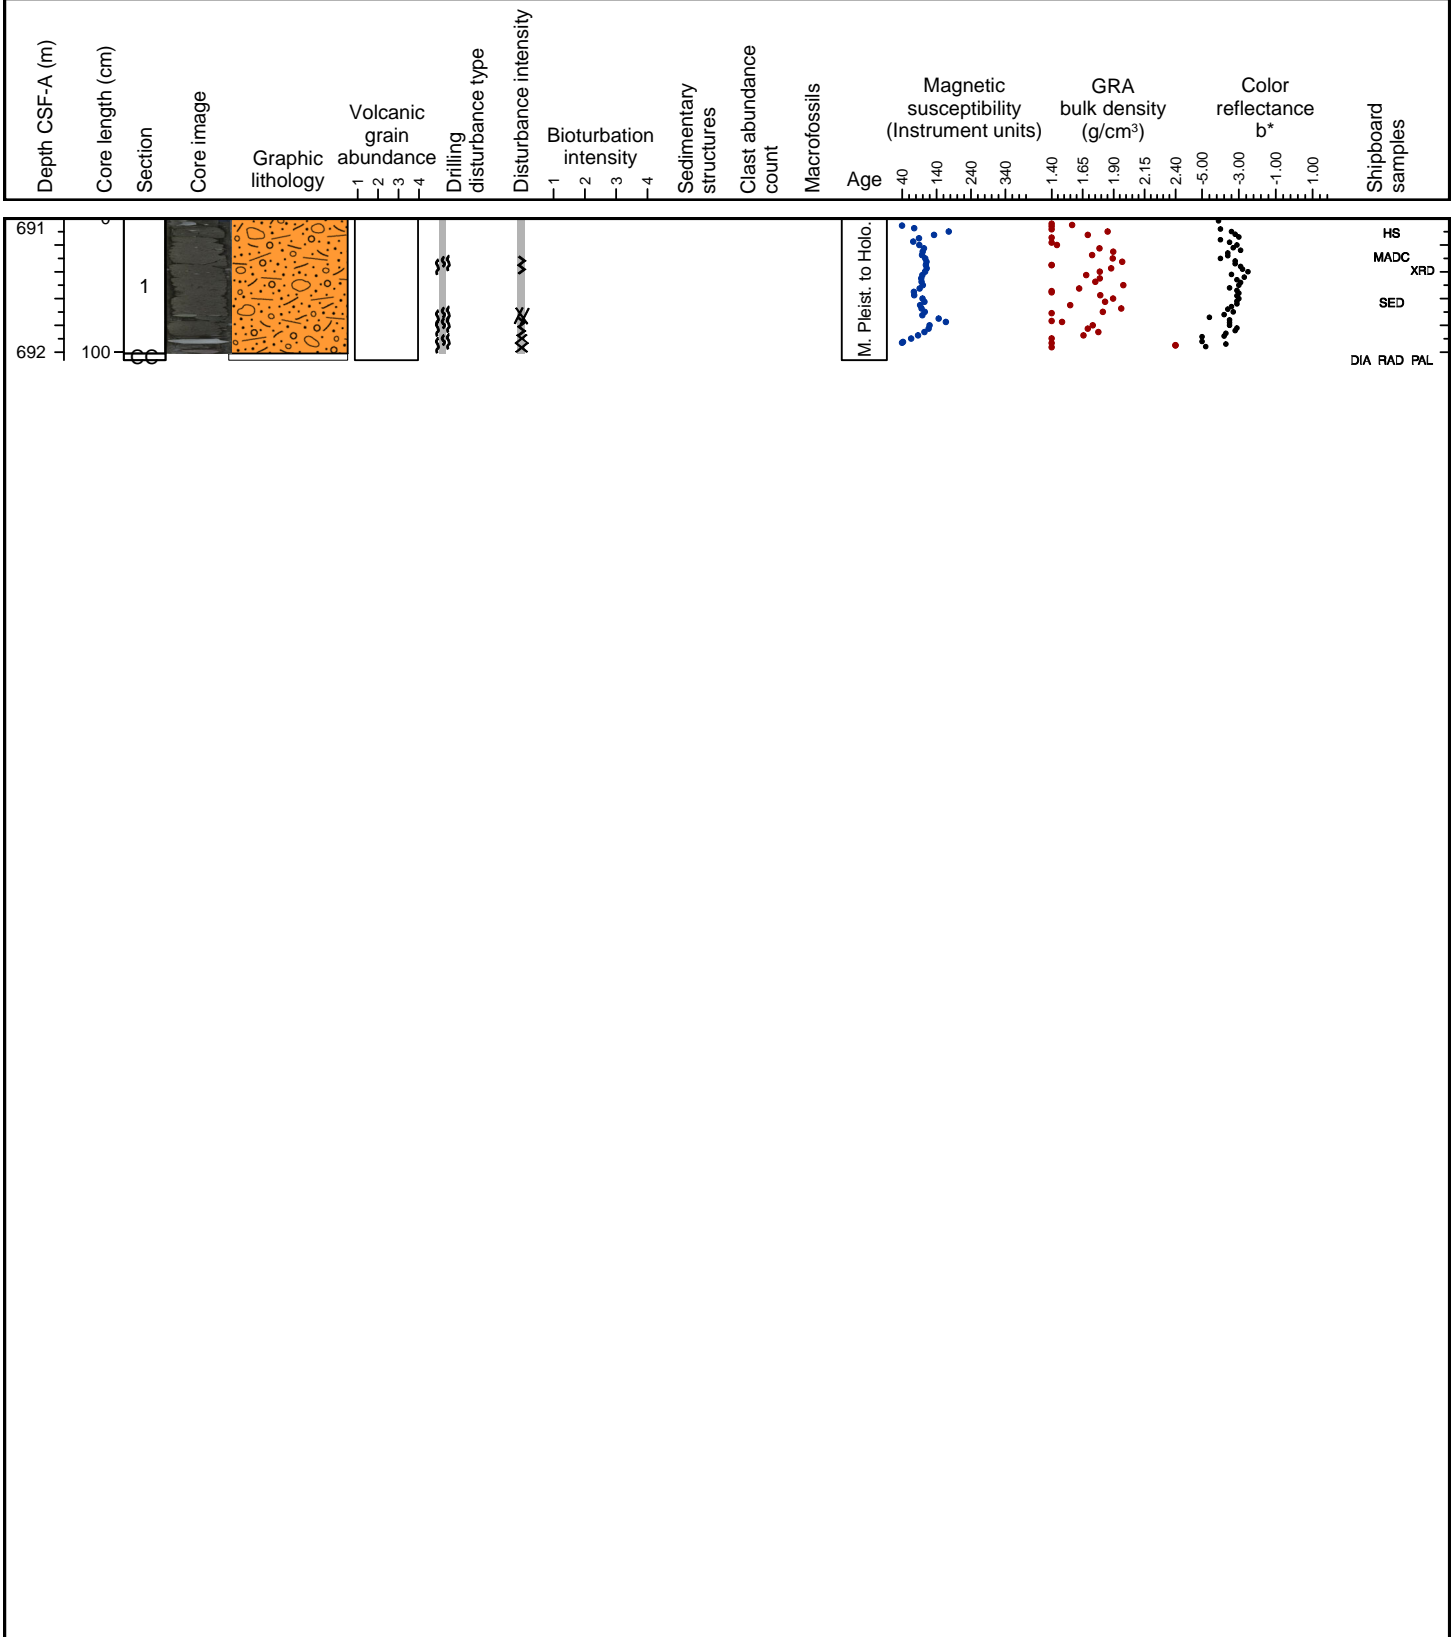 Depth CSF-A (m)
Core length (cm)
Section
Core image
Graphic
lithology
Volcanic
grain
abundance
1 2 3 4
Drilling
disturbance type
Disturbance intensity
Bioturbation
intensity
1 2 3 4
Sedimentary
structures
Clast abundance
count
Macrofossils
Age
Magnetic
susceptibility
(Instrument units)
40 140 240 340
GRA
bulk density
(g/cm³)
1.40 1.65 1.90 2.15 2.40
Color
reflectance
b*
-5.00 -3.00 -1.00 1.00
Shipboard
samples
691
0
1
692
100
CC
M. Pleist. to Holo.
HS
MADC
XRD
SED
DIA RAD PAL